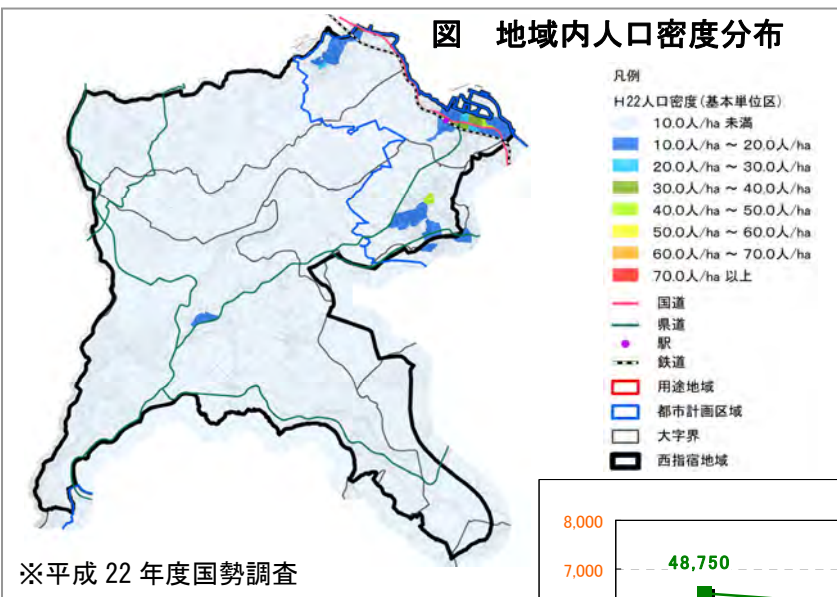 図 地域内人口密度分布
凡例
H22人口密度(基本単位区)
10.0人/ha 未満
10.0人/ha ～ 20.0人/ha
20.0人/ha ～ 30.0人/ha
30.0人/ha ～ 40.0人/ha
40.0人/ha ～ 50.0人/ha
50.0人/ha ～ 60.0人/ha
60.0人/ha ～ 70.0人/ha
70.0人/ha 以上
国道
県道
駅
鉄道
用途地域
都市計画区域
大字界
西指宿地域
※平成 22 年度国勢調査
8,000
48,750
7,000